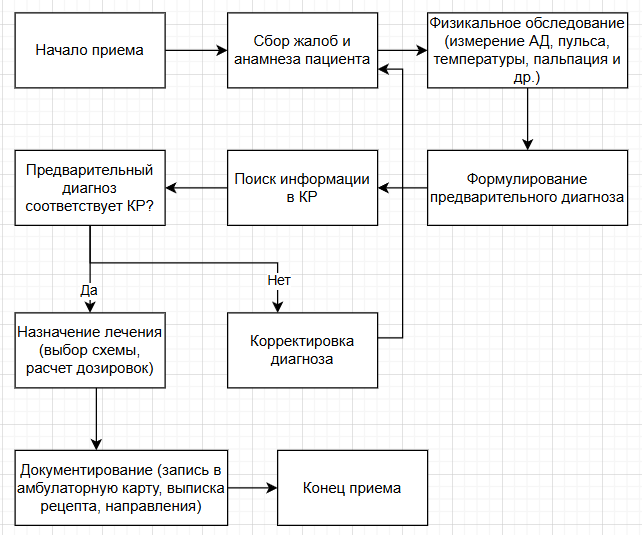 Начало приема
Сбор жалоб и
анамнеза пациента
Физикальное обследование
(измерение АД, пульса,
температуры, пальпация и
др.)
Предварительный
диагноз
соответствует КР?
Поиск информации
в КР
Формулирование
предварительного диагноза
Да
Нет
Назначение лечения
(выбор схемы,
расчет дозировок)
Корректировка
диагноза
Документирование (запись в
амбулаторную карту, выписка
рецепта, направления)
Конец приема